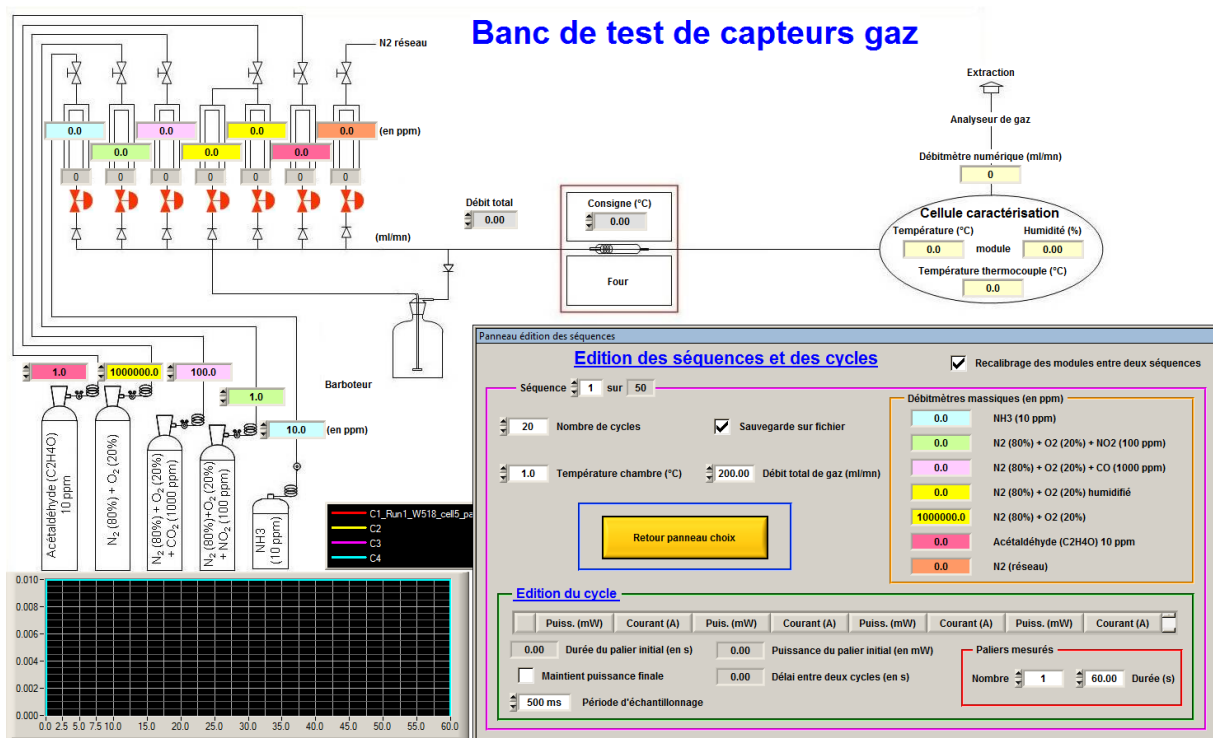 Banc de test de capteurs gaz
N2 réseau
0.0 0.0 0.0 0.0 (en ppm)
0.0 0.0 0.0
0 0 0 0 0 0 0
(ml/mn)
Débit total
0.00
Consigne (°C)
0.00
Four
Extraction
Analyseur de gaz
Débitmètre numérique (ml/mn)
0
Cellule caractérisation
Température (°C) Humidité (%)
0.0 module 0.00
Température thermocouple (°C)
0.0
1.0 1000000.0 100.0
1.0
Barboteur
10.0 (en ppm)
Acétaldéhyde (C2H4O)
10 ppm
N₂ (80%) + O₂ (20%)
N₂ (80%) + O₂ (20%)
+ CO₂ (1000 ppm)
N₂ (80%)+O₂ (20%)
+ NO₂ (100 ppm)
NH3
(10 ppm)
C1_Run1_W518_cell5_pa
C2
C3
C4
0.010
0.008
0.006
0.004
0.002
0.000
0.0 2.5 5.0 7.5 10.0 15.0 20.0 25.0 30.0 35.0 40.0 45.0 50.0 55.0 60.0
Panneau édition des séquences
Edition des séquences et des cycles
Recalibrage des modules entre deux séquences
Séquence 1 sur 50
20 Nombre de cycles
Sauvegarde sur fichier
1.0 Température chambre (°C)
200.00 Débit total de gaz (ml/mn)
Retour panneau choix
Débitmètres massiques (en ppm)
0.0 NH3 (10 ppm)
0.0 N2 (80%) + O2 (20%) + NO2 (100 ppm)
0.0 N2 (80%) + O2 (20%) + CO (1000 ppm)
0.0 N2 (80%) + O2 (20%) humidifié
1000000.0 N2 (80%) + O2 (20%)
0.0 Acétaldéhyde (C2H4O) 10 ppm
0.0 N2 (réseau)
Edition du cycle
Puiss. (mW) Courant (A) Puis. (mW) Courant (A) Puiss. (mW) Courant (A) Puiss. (mW) Courant (A)
0.00 Durée du palier initial (en s)
0.00 Puissance du palier initial (en mW)
Maintient puissance finale
0.00 Délai entre deux cycles (en s)
500 ms Période d'échantillonnage
Paliers mesurés
Nombre 1 60.00 Durée (s)